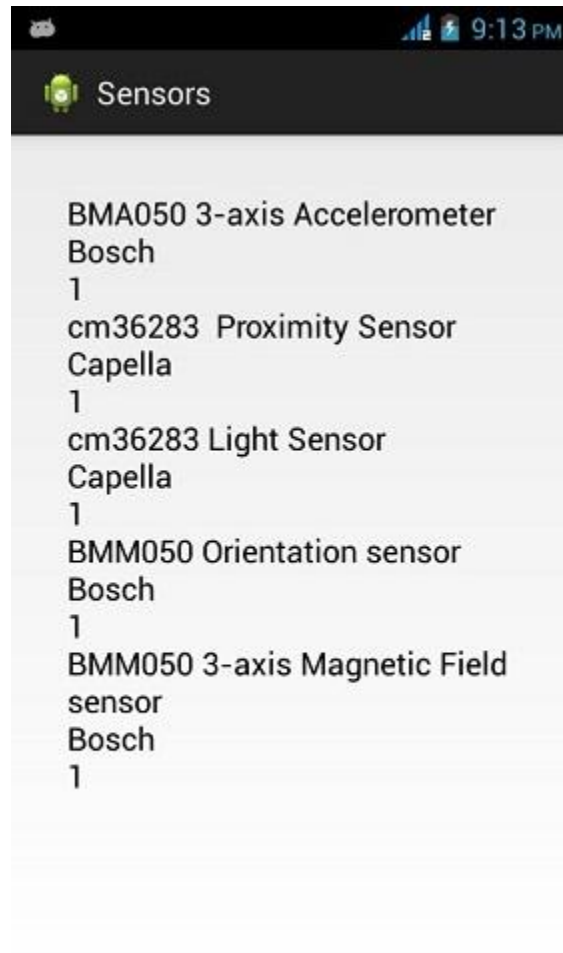 2 9:13 PM
Sensors
BMA050 3-axis Accelerometer
Bosch
1
cm36283  Proximity Sensor
Capella
1
cm36283 Light Sensor
Capella
1
BMM050 Orientation sensor
Bosch
1
BMM050 3-axis Magnetic Field
sensor
Bosch
1